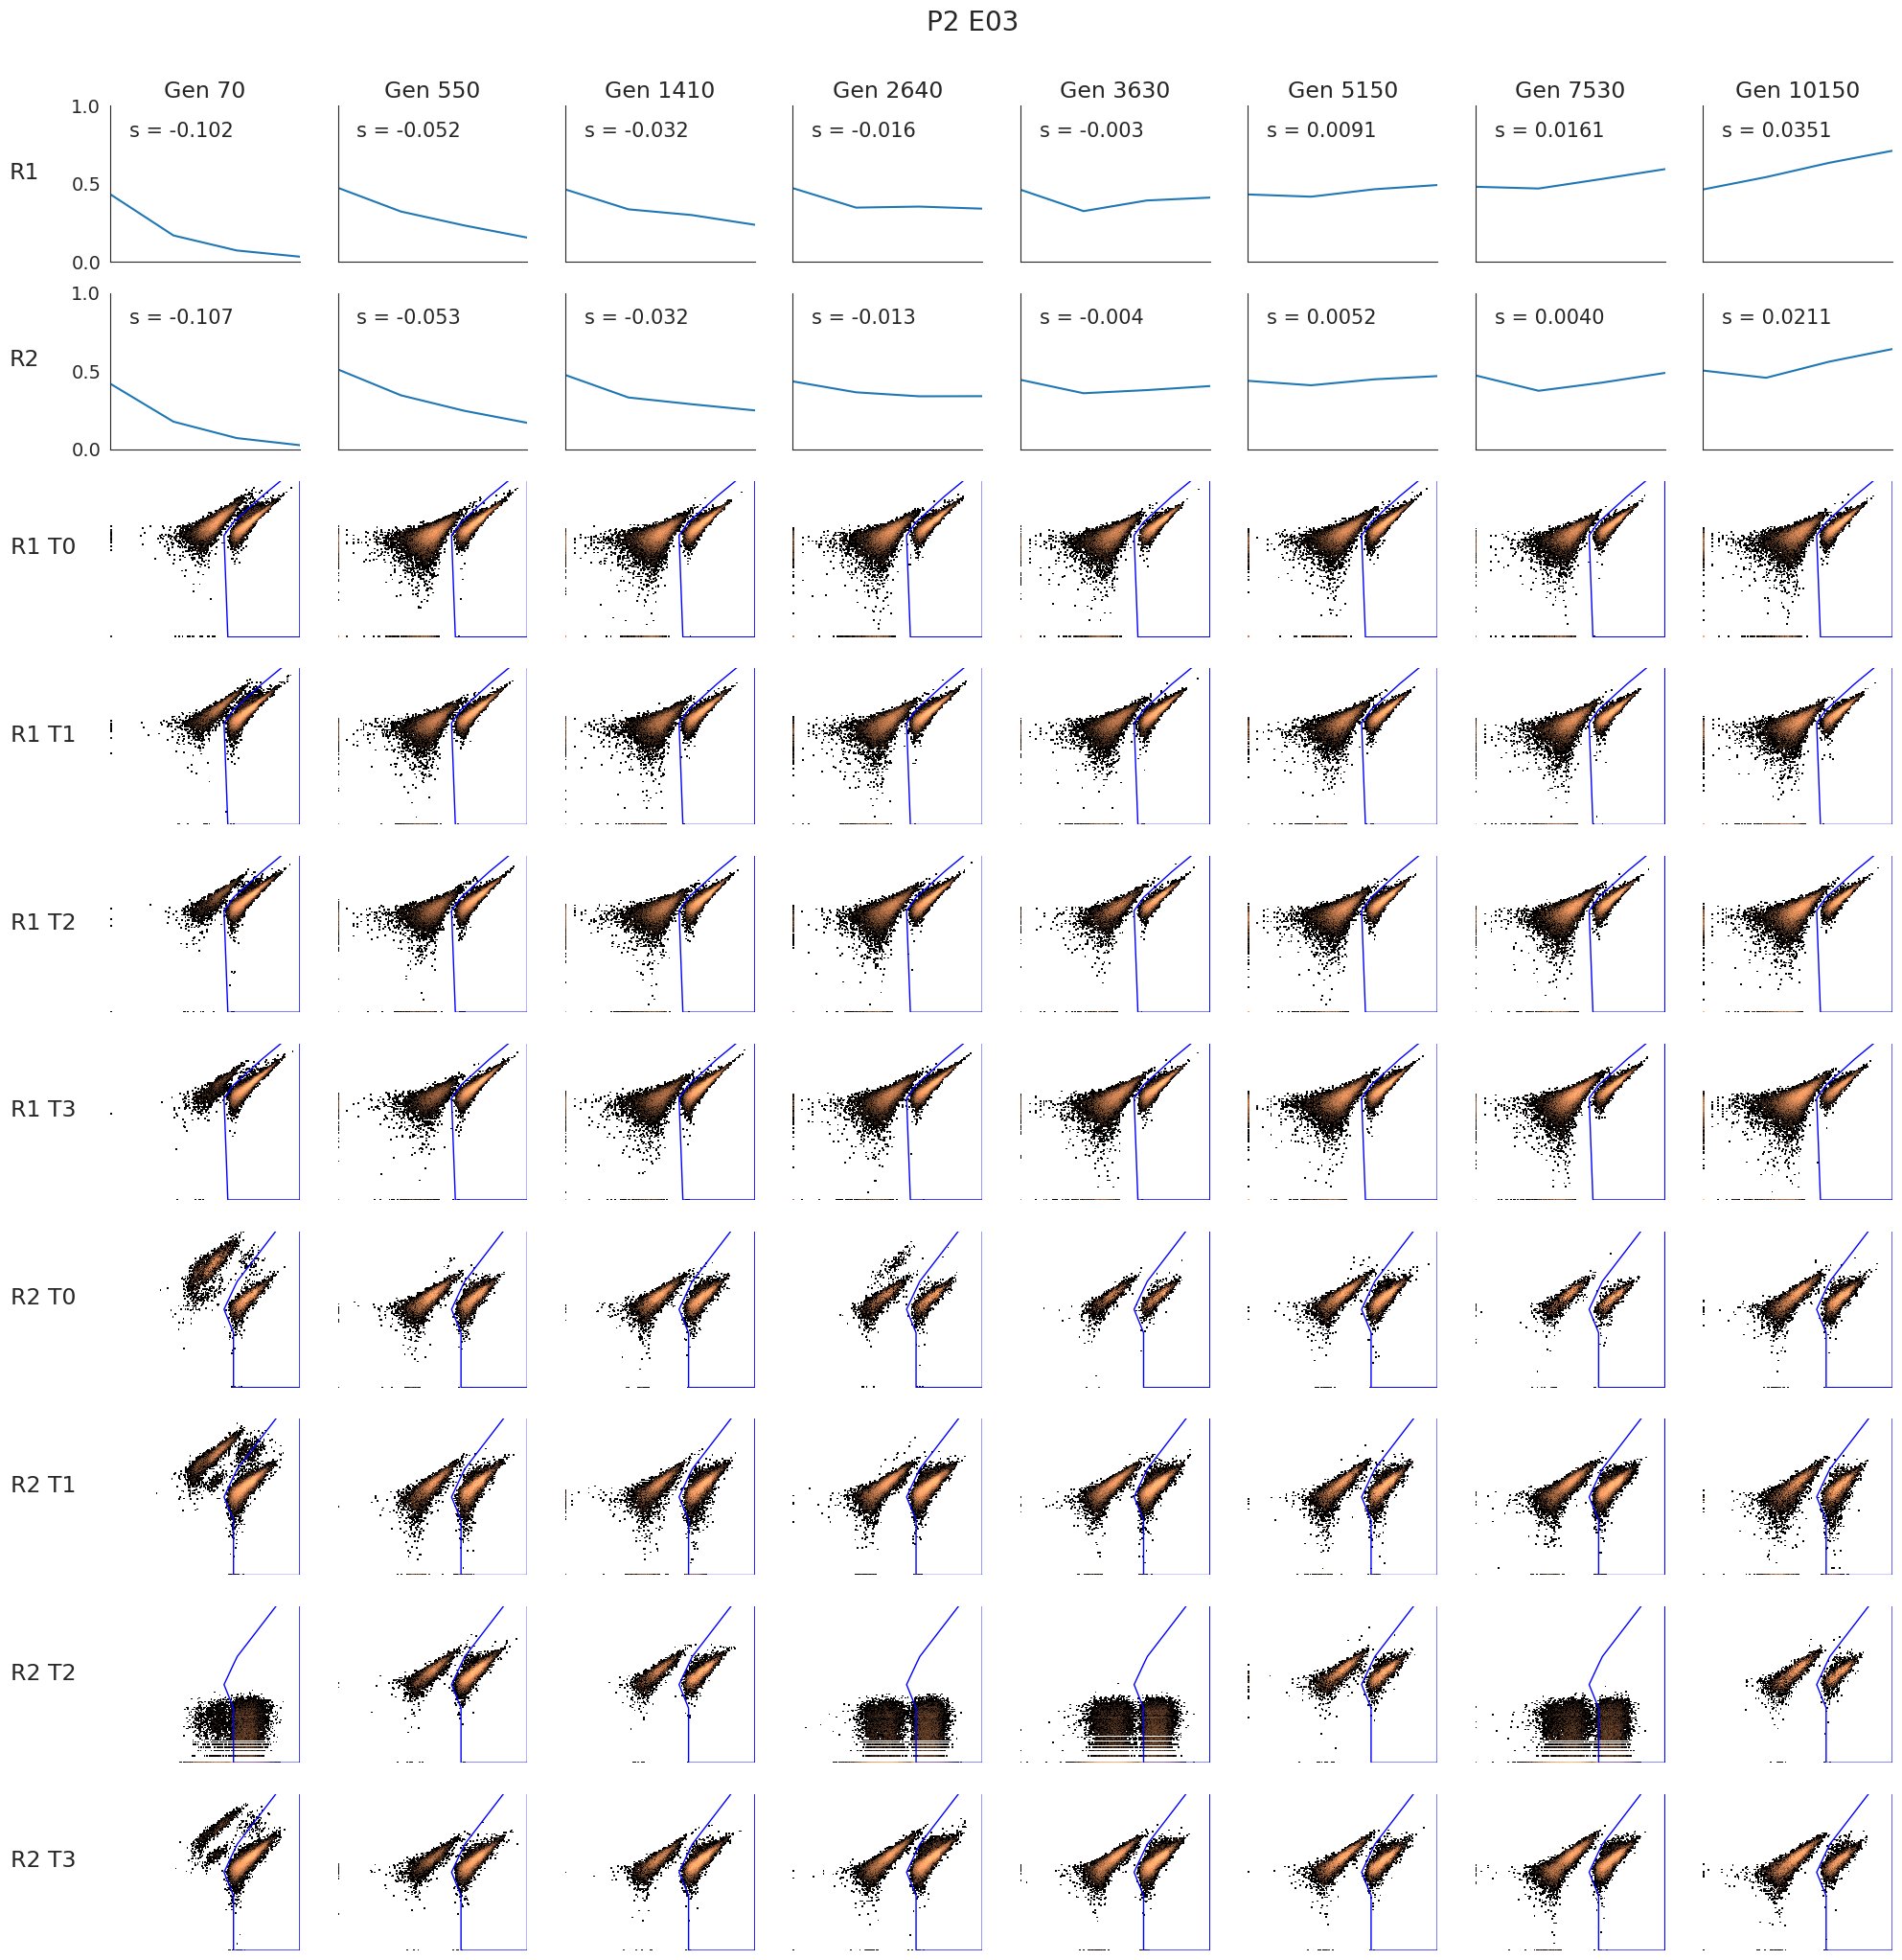 P2 E03
Gen 70 Gen 550 Gen 1410 Gen 2640 Gen 3630 Gen 5150 Gen 7530 Gen 10150
1.0
s = -0.102 s = -0.052 s = -0.032 s = -0.016 s = -0.003 s = 0.0091 s = 0.0161 s = 0.0351
R1
0.5
0.0
1.0
s = -0.107 s = -0.053 s = -0.032 s = -0.013 s = -0.004 s = 0.0052 s = 0.0040 s = 0.0211
R2
0.5
0.0
R1 T0
R1 T1
R1 T2
R1 T3
R2 T0
R2 T1
R2 T2
R2 T3